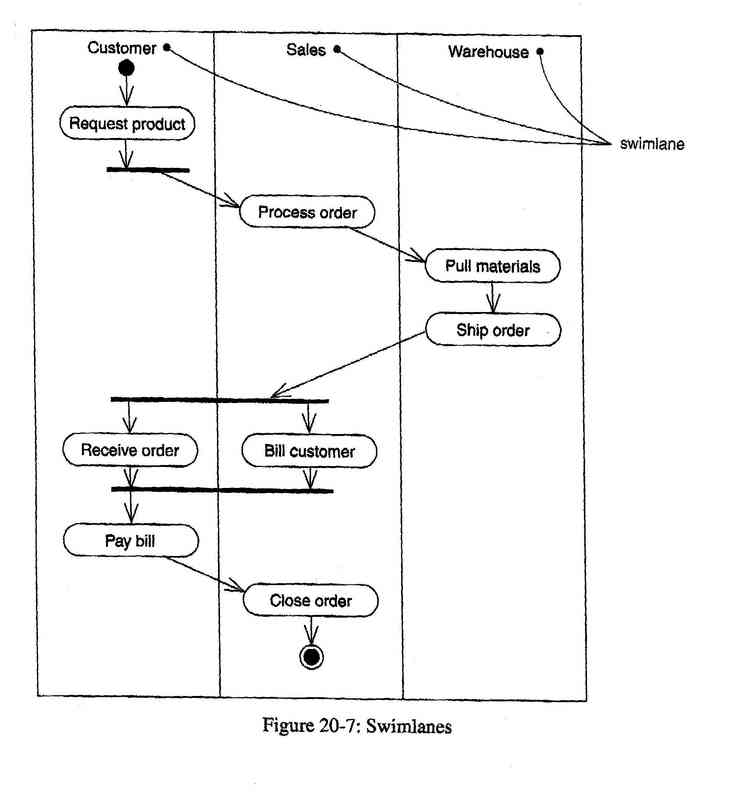 Customer
Sales
Warehouse
Request product
swimlane
Process order
Pull materials
Ship order
Receive order
Bill customer
Pay bill
Close order
Figure 20-7: Swimlanes